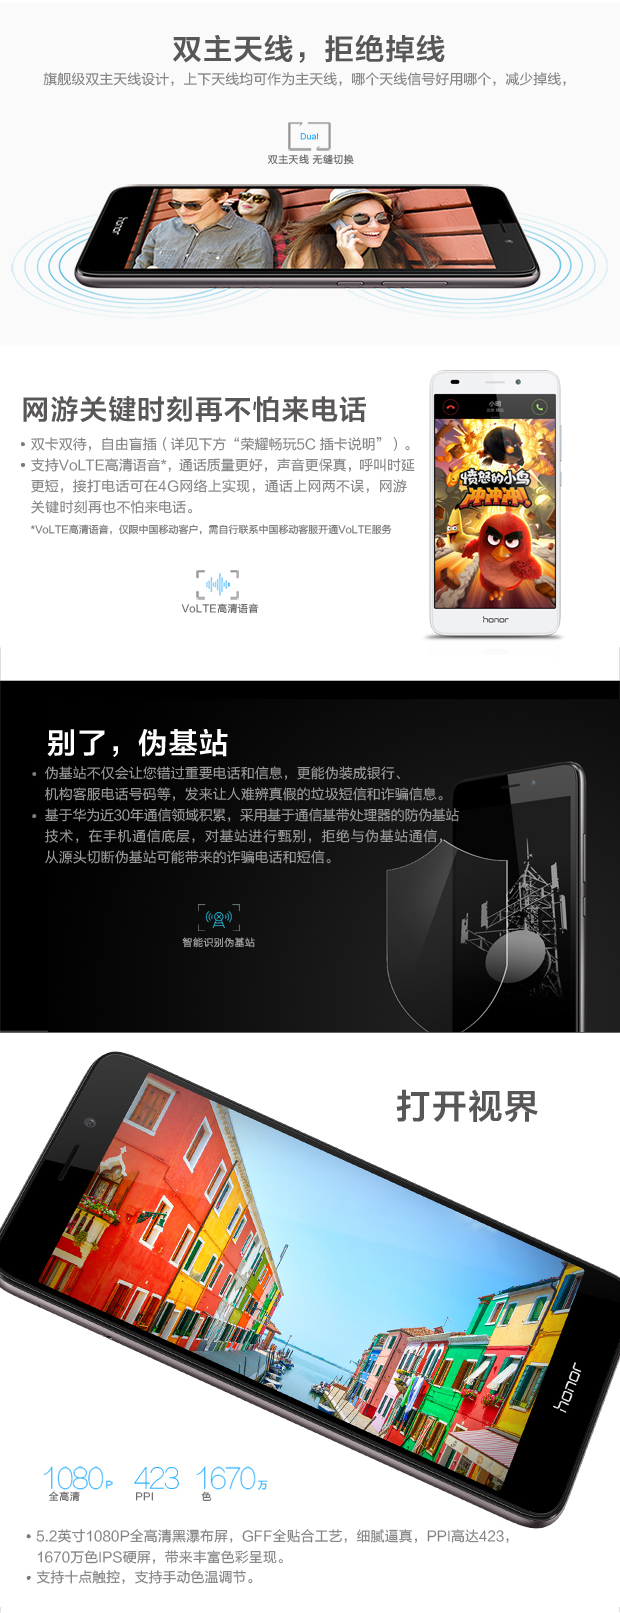 双主天线，拒绝掉线
旗舰级双主天线设计，上下天线均可作为主天线，哪个天线信号好用哪个，减少掉线，
Dual
双主天线 无缝切换
honor
网游关键时刻再不怕来电话
• 双卡双待，自由盲插（详见下方“荣耀畅玩5C 插卡说明”）。
• 支持VoLTE高清语音*，通话质量更好，声音更保真，呼叫时延
更短，接打电话可在4G网络上实现，通话上网两不误，网游
关键时刻再也不怕来电话。
*VoLTE高清语音，仅限中国移动客户，需自行联系中国移动客服开通VoLTE服务
VoLTE高清语音
小明
愤怒的小鸟
冲冲冲!
honor
别了，伪基站
• 伪基站不仅会让您错过重要电话和信息，更能伪装成银行、
机构客服电话号码等，发来让人难辨真假的垃圾短信和诈骗信息。
• 基于华为近30年通信领域积累，采用基于通信基带处理器的防伪基站
技术，在手机通信底层，对基站进行甄别，拒绝与伪基站通信，
从源头切断伪基站可能带来的诈骗电话和短信。
智能识别伪基站
打开视界
honor
1080P 423 1670万
全高清 PPI 色
• 5.2英寸1080P全高清黑瀑布屏，GFF全贴合工艺，细腻逼真，PPI高达423，
1670万色IPS硬屏，带来丰富色彩呈现。
• 支持十点触控，支持手动色温调节。